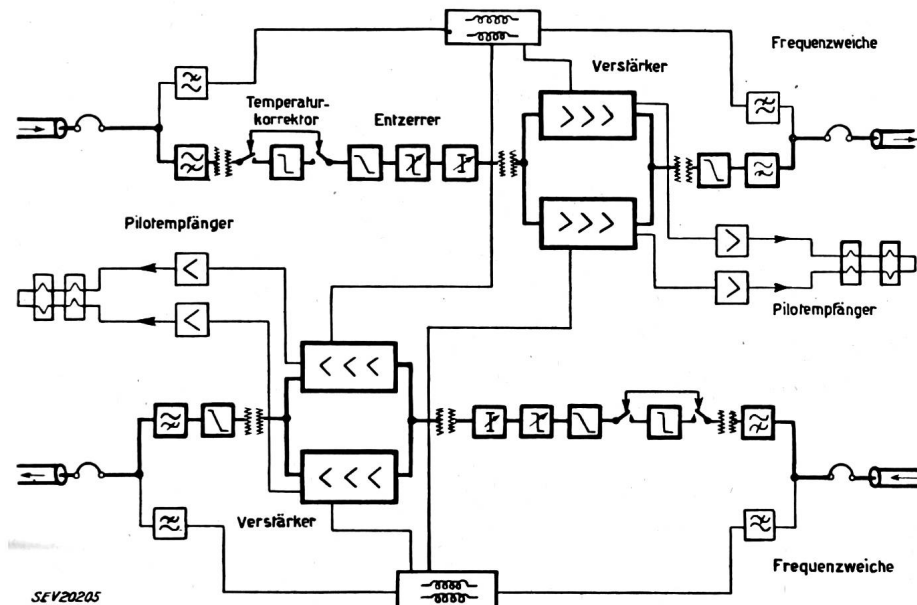 Frequenzweiche
Verstärker
Temperatur-
korrektor
Entzerrer
Pilotempfänger
Pilotempfänger
Verstärker
Frequenzweiche
SEV20205